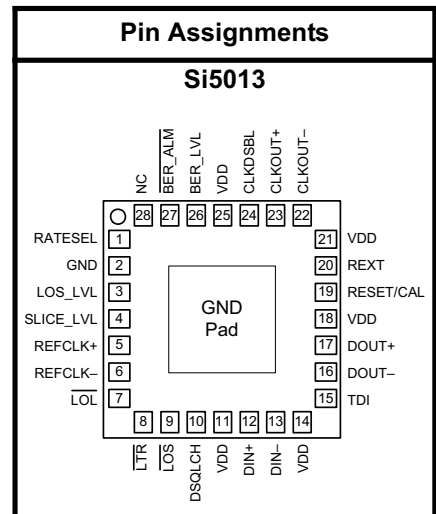 Pin Assignments
Si5013
NC
BER_ALM
BER_LVL
VDD
CLKDSBL
CLKOUT+
CLKOUT–
28 27 26 25 24 23 22
RATESEL 1
GND 2
LOS_LVL 3
SLICE_LVL 4
REFCLK+ 5
REFCLK– 6
LOL 7
GND
Pad
21 VDD
20 REXT
19 RESET/CAL
18 VDD
17 DOUT+
16 DOUT–
15 TDI
8 9 10 11 12 13 14
LTR
LOS
DSQLCH
VDD
DIN+
DIN–
VDD